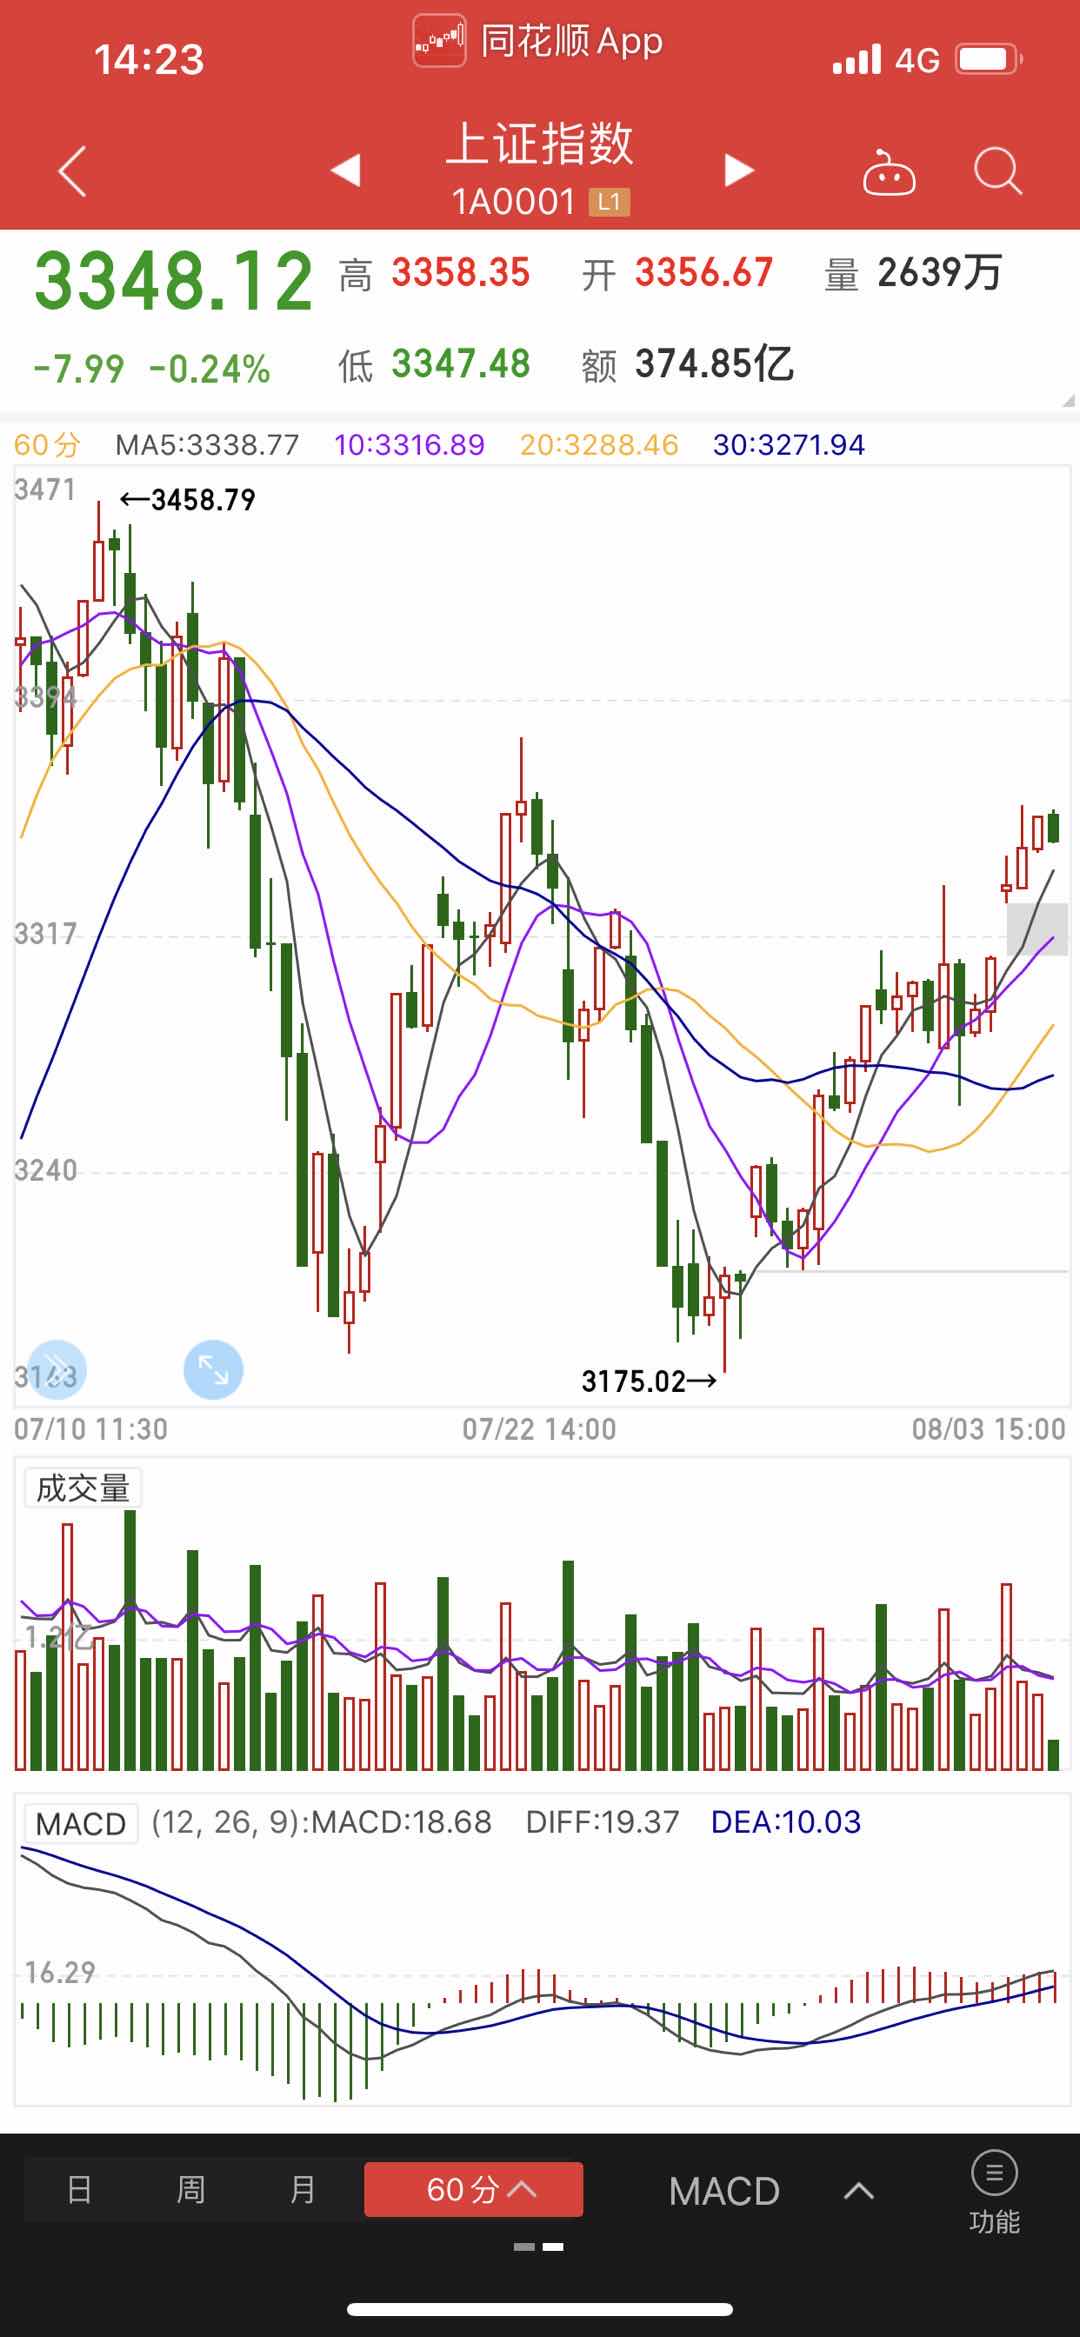 同花顺App
14:23
4G
上证指数
1A0001 L1
3348.12 高 3358.35 开 3356.67 量 2639万
-7.99 -0.24% 低 3347.48 额 374.85亿
60分 MA5:3338.77 10:3316.89 20:3288.46 30:3271.94
3471
←3458.79
3394
3317
3240
3163
3175.02→
07/10 11:30 07/22 14:00 08/03 15:00
成交量
1.2亿
MACD (12, 26, 9):MACD:18.68 DIFF:19.37 DEA:10.03
16.29
日 周 月 60分 MACD
功能